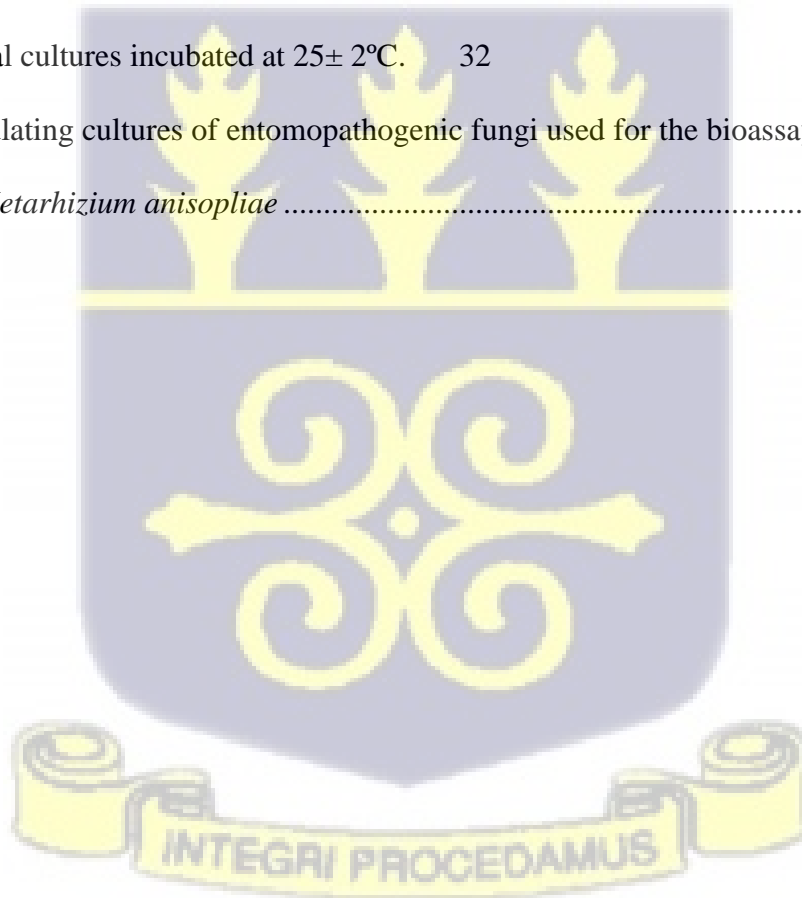 al cultures incubated at 25± 2ºC. 32
lating cultures of entomopathogenic fungi used for the bioassa
etarhizium anisopliae ........................................................................
INTEGRI PROCEDAMUS